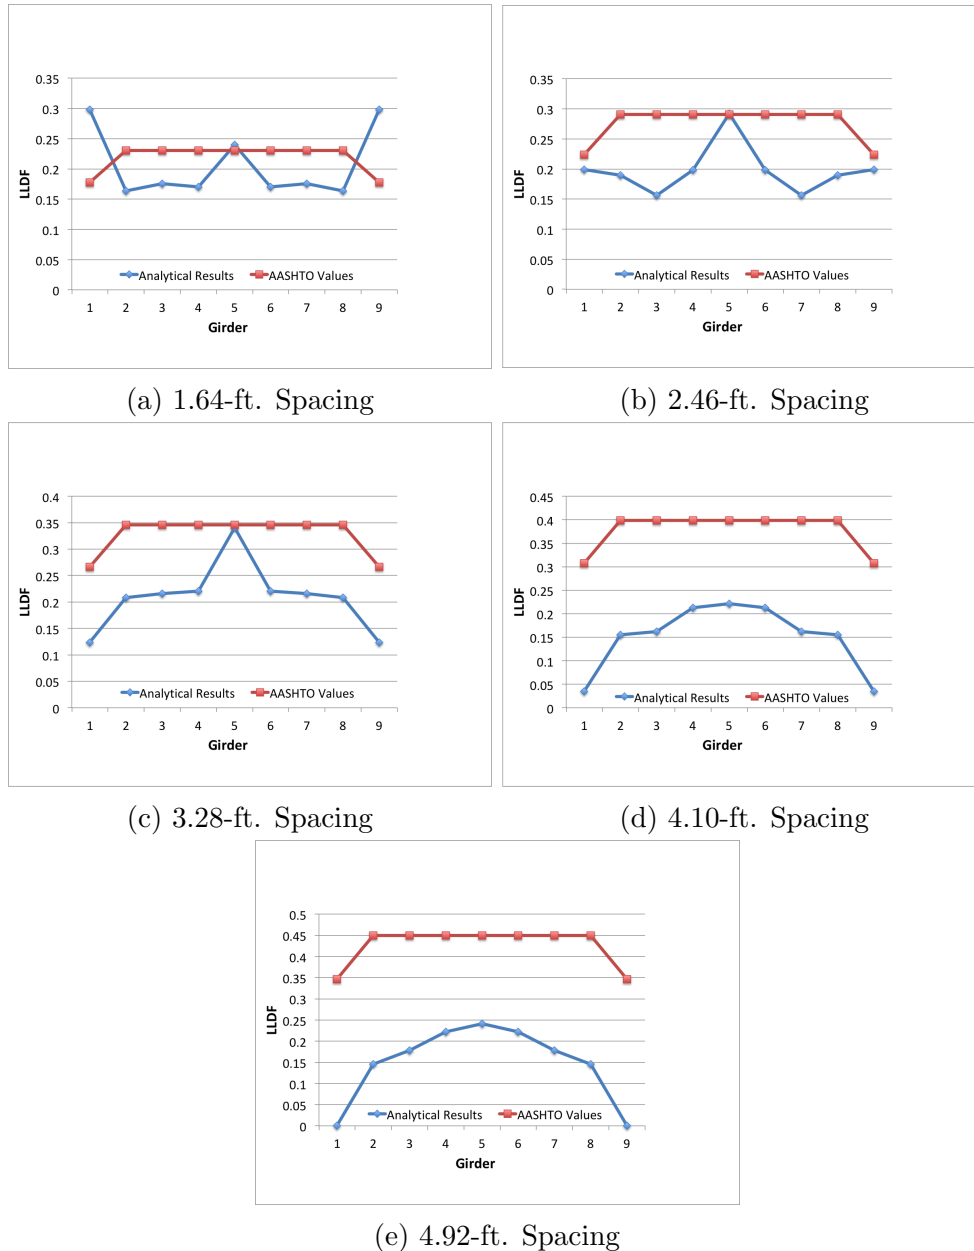 0.35
0.3
0.25
0.2
0.15
0.1
0.05
0
LLDF
Analytical Results
AASHTO Values
1 2 3 4 5 6 7 8 9
Girder
(a) 1.64-ft. Spacing
0.35
0.3
0.25
0.2
0.15
0.1
0.05
0
LLDF
Analytical Results
AASHTO Values
1 2 3 4 5 6 7 8 9
Girder
(b) 2.46-ft. Spacing
0.4
0.35
0.3
0.25
0.2
0.15
0.1
0.05
0
LLDF
Analytical Results
AASHTO Values
1 2 3 4 5 6 7 8 9
Girder
(c) 3.28-ft. Spacing
0.45
0.4
0.35
0.3
0.25
0.2
0.15
0.1
0.05
0
LLDF
Analytical Results
AASHTO Values
1 2 3 4 5 6 7 8 9
Girder
(d) 4.10-ft. Spacing
0.5
0.45
0.4
0.35
0.3
0.25
0.2
0.15
0.1
0.05
0
LLDF
Analytical Results
AASHTO Values
1 2 3 4 5 6 7 8 9
Girder
(e) 4.92-ft. Spacing